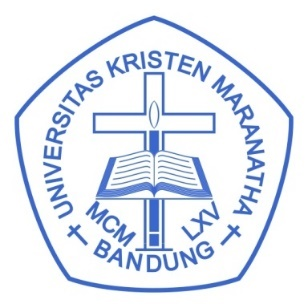 UNIVERSITAS KRISTEN MARANATHA
MCM LXV
BANDUNG